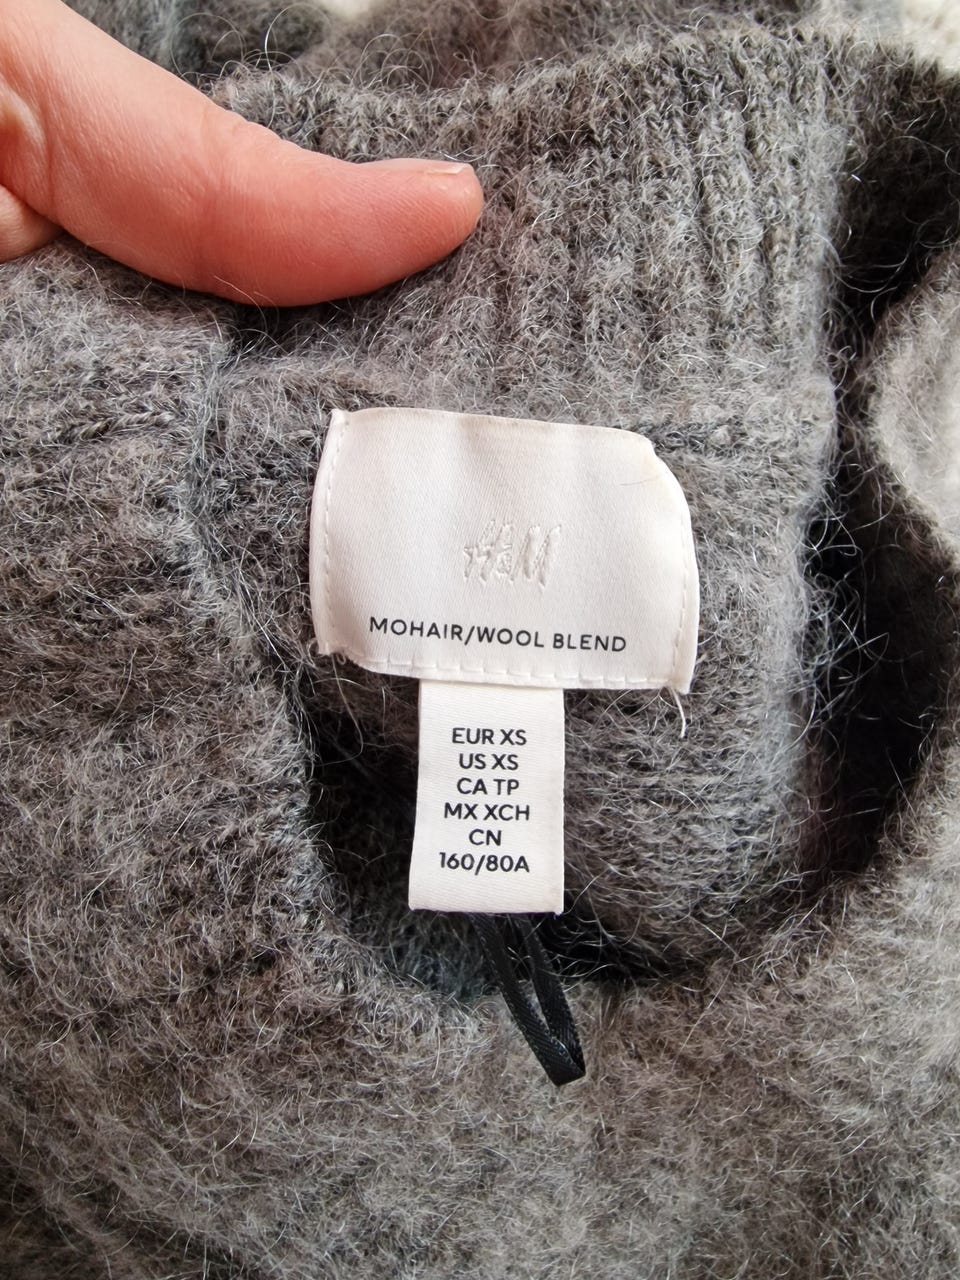 H&M
MOHAIR/WOOL BLEND
EUR XS
US XS
CA TP
MX XCH
CN
160/80A